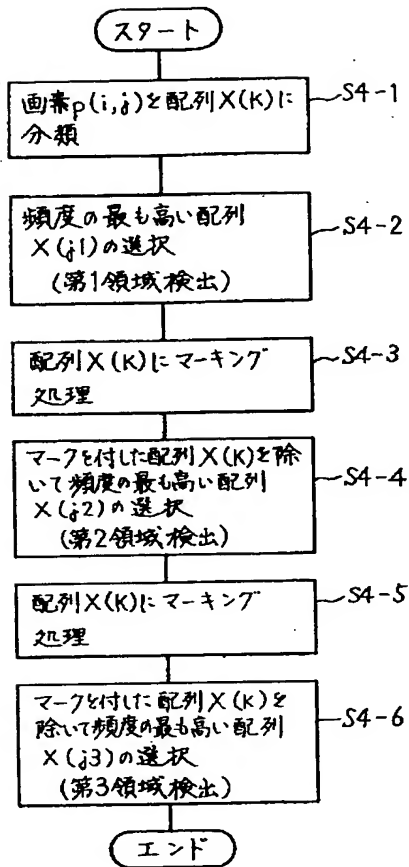 スタート
画素p(i,j)を配列X(K)に
分類
S4-1
頻度の最も高い配列
X(j1)の選択
(第1領域検出)
S4-2
配列X(K)にマーキング
処理
S4-3
マークを付した配列X(K)を除
いて頻度の最も高い配列
X(j2)の選択
(第2領域検出)
S4-4
配列X(K)にマーキング
処理
S4-5
マークを付した配列X(K)を
除いて頻度の最も高い配列
X(j3)の選択
(第3領域検出)
S4-6
エンド